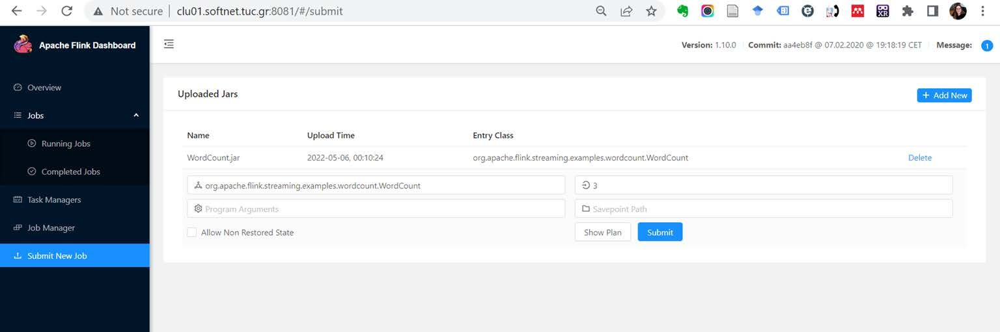 Not secure clu01.softnet.tuc.gr:8081/#/submit
Apache Flink Dashboard
Version: 1.10.0 Commit: aa4eb8f @ 07.02.2020 @ 19:18:19 CET Message: 1
Overview
Jobs
Running Jobs
Completed Jobs
Task Managers
Job Manager
Submit New Job
Uploaded Jars
+ Add New
Name Upload Time Entry Class
WordCount.jar 2022-05-06, 00:10:24 org.apache.flink.streaming.examples.wordcount.WordCount Delete
org.apache.flink.streaming.examples.wordcount.WordCount 3
Program Arguments Savepoint Path
Allow Non Restored State Show Plan Submit